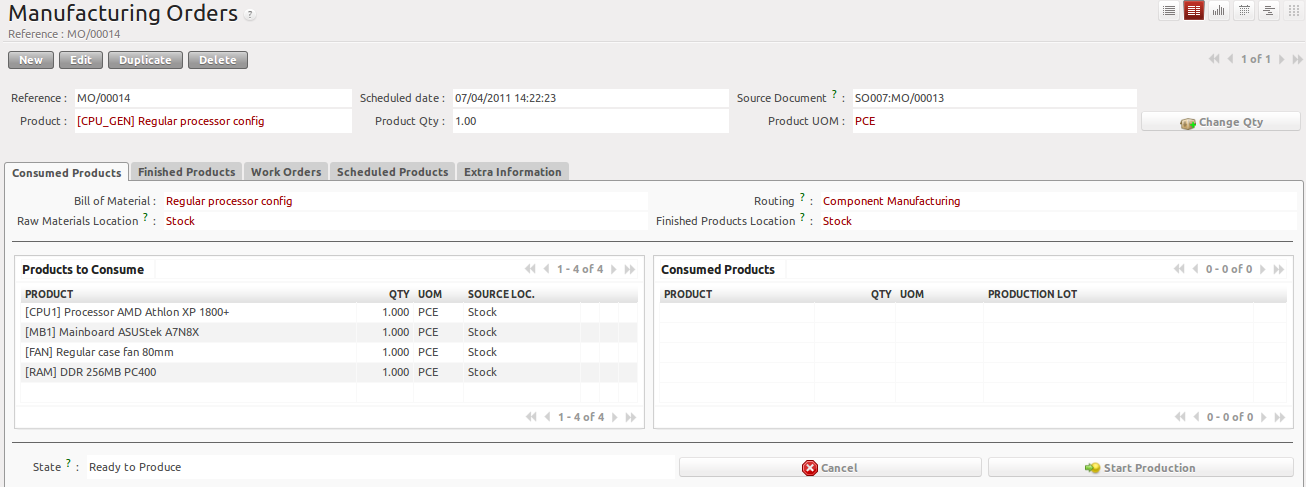 Manufacturing Orders ?
Reference : MO/00014
New Edit Duplicate Delete 1 of 1
Reference : MO/00014 Scheduled date : 07/04/2011 14:22:23 Source Document ? : SO007:MO/00013
Product : [CPU_GEN] Regular processor config Product Qty : 1.00 Product UOM : PCE Change Qty
Consumed Products Finished Products Work Orders Scheduled Products Extra Information
Bill of Material : Regular processor config Routing ? : Component Manufacturing
Raw Materials Location ? : Stock Finished Products Location ? : Stock
Products to Consume 1 - 4 of 4 Consumed Products 0 - 0 of 0
PRODUCT QTY UOM SOURCE LOC. PRODUCT QTY UOM PRODUCTION LOT
[CPU1] Processor AMD Athlon XP 1800+ 1.000 PCE Stock
[MB1] Mainboard ASUStek A7N8X 1.000 PCE Stock
[FAN] Regular case fan 80mm 1.000 PCE Stock
[RAM] DDR 256MB PC400 1.000 PCE Stock
1 - 4 of 4 0 - 0 of 0
State ? : Ready to Produce Cancel Start Production